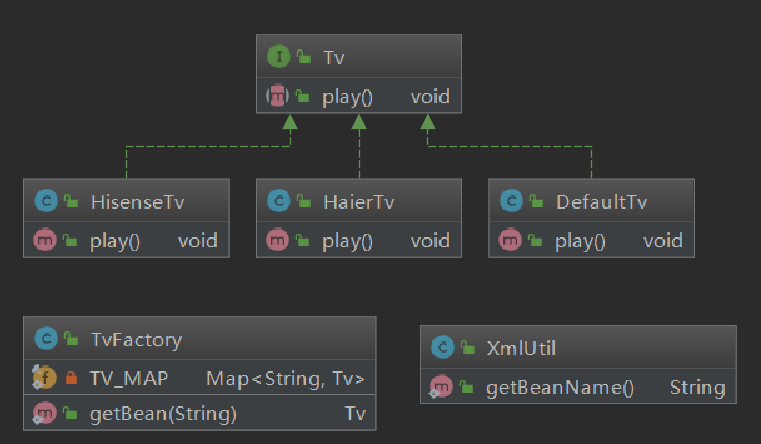 Tv
play() void
HisenseTv
play() void
HaierTv
play() void
DefaultTv
play() void
TvFactory
TV_MAP Map<String, Tv>
getBean(String) Tv
XmlUtil
getBeanName() String